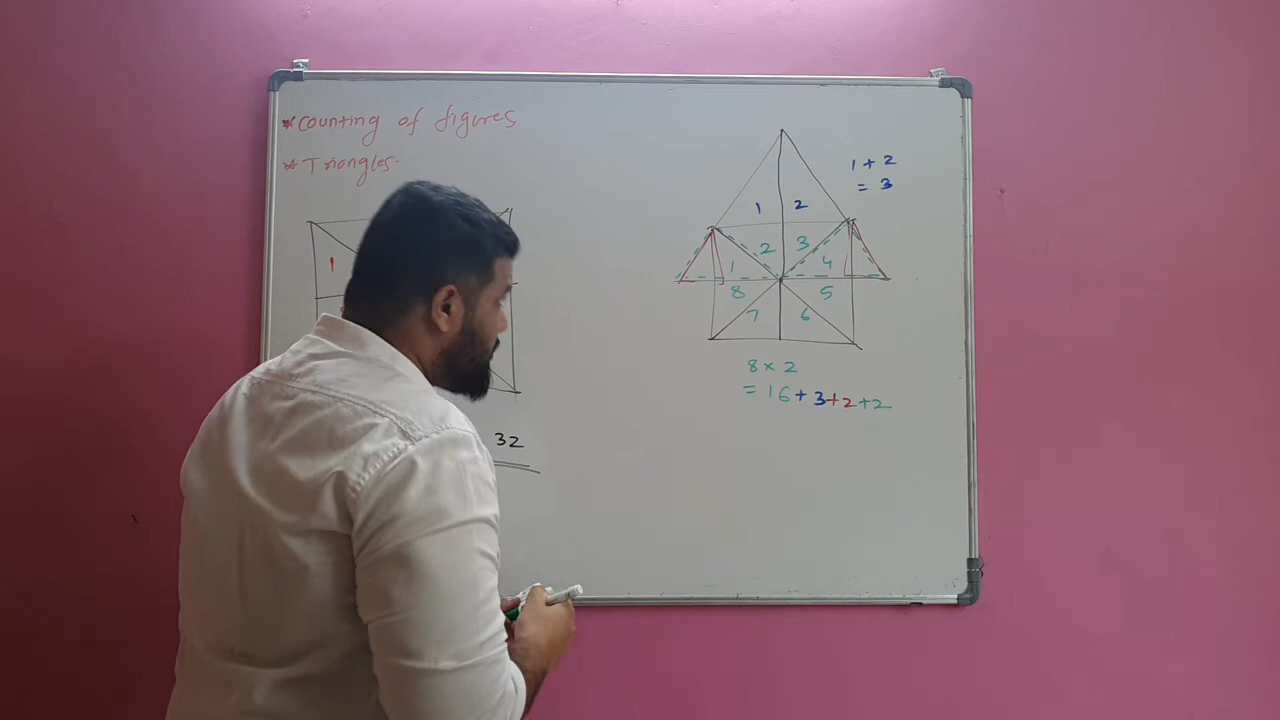 *Counting of figures
* Triangles.
1
32
1 + 2
= 3
1 2
2 3
1 4
8 5
7 6
8 × 2
= 16+3+2+2